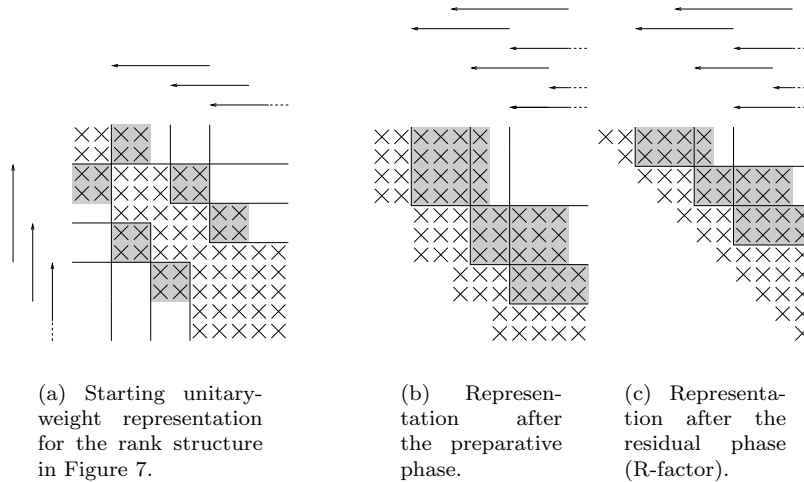 (a) Starting unitary-
weight representation
for the rank structure
in Figure 7.
(b) Represen-
tation after
the preparative
phase.
(c) Representa-
tion after the
residual phase
(R-factor).